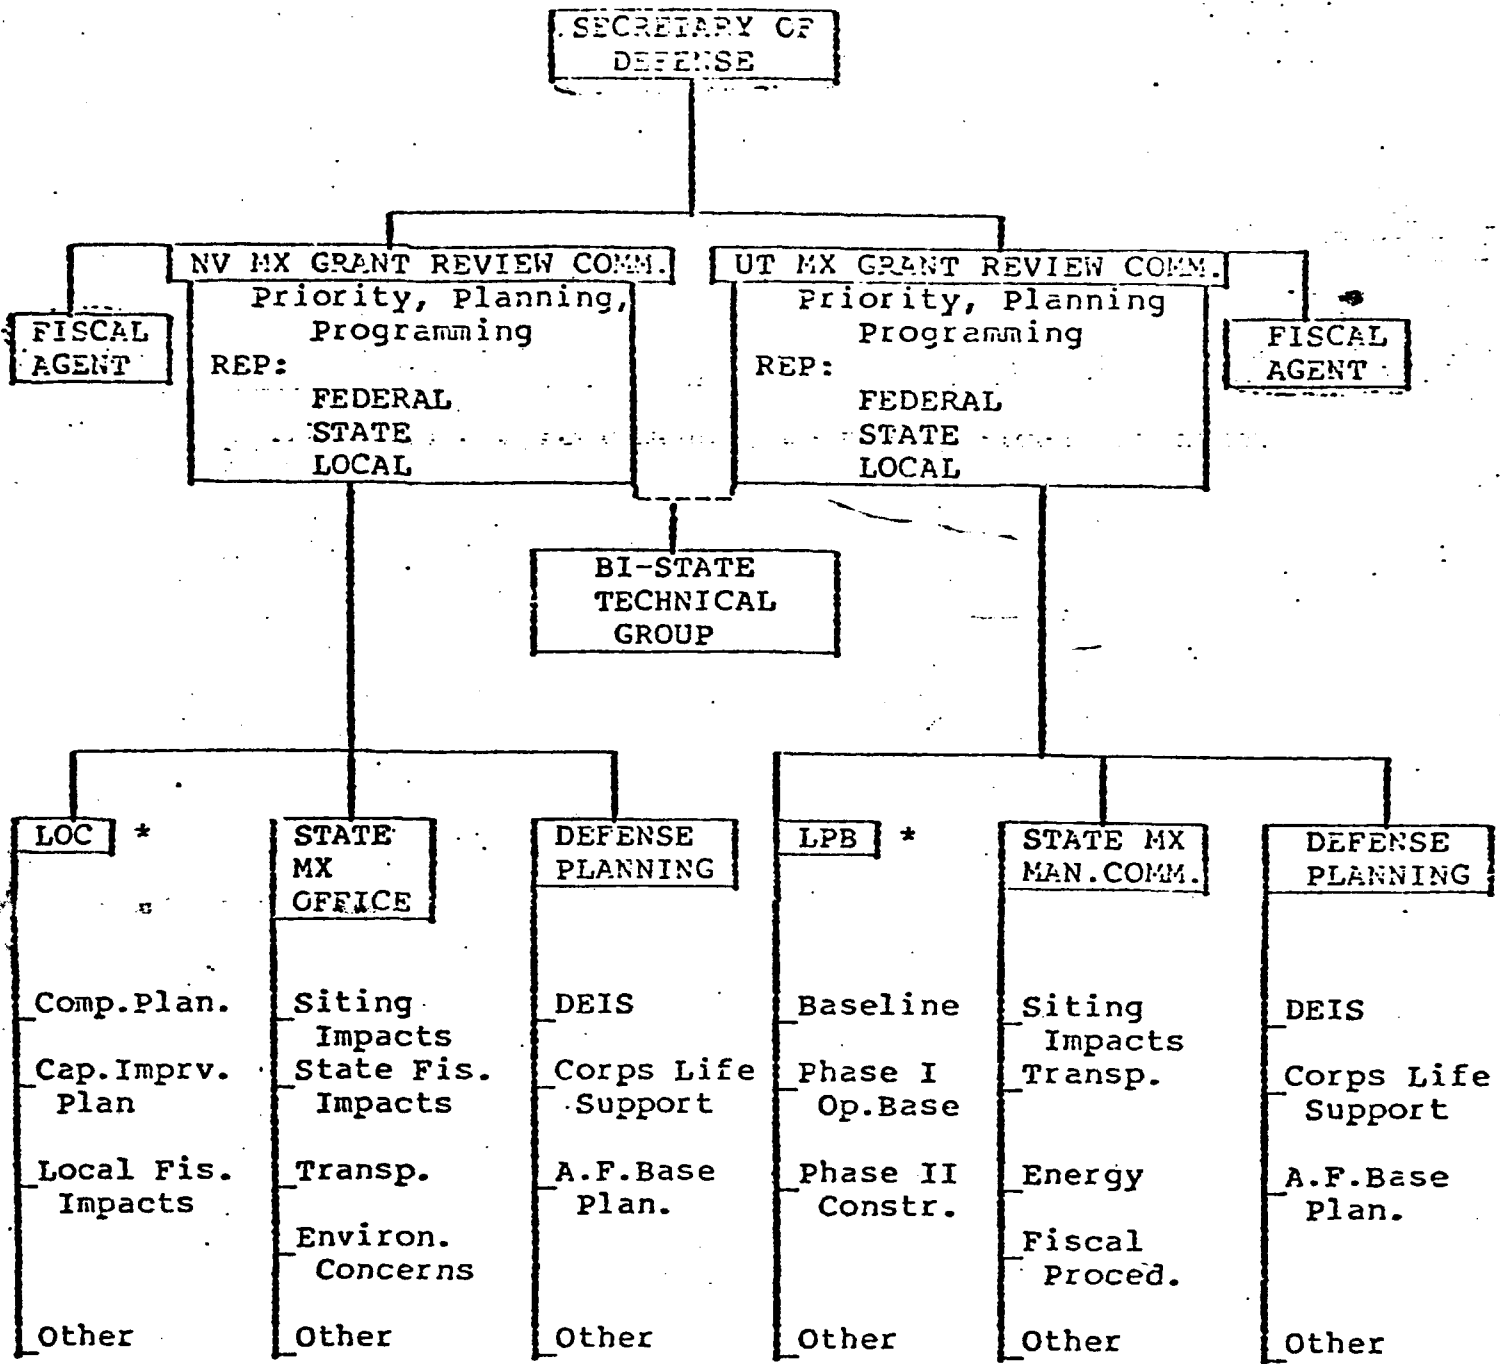 SECRETARY OF
DEFENSE
NV MX GRANT REVIEW COMM.
Priority, Planning,
Programming
REP:
FEDERAL
STATE
LOCAL
FISCAL
AGENT
UT MX GRANT REVIEW COMM.
Priority, Planning
Programming
REP:
FEDERAL
STATE
LOCAL
FISCAL
AGENT
BI-STATE
TECHNICAL
GROUP
LOC *
Comp.Plan.
Cap.Imprv.
Plan
Local Fis.
Impacts
Other
STATE
MX
OFFICE
Siting
Impacts
State Fis.
Impacts
Transp.
Environ.
Concerns
Other
DEFENSE
PLANNING
DEIS
Corps Life
Support
A.F.Base
Plan.
Other
LPB *
Baseline
Phase I
Op.Base
Phase II
Constr.
Other
STATE MX
MAN.COMM.
Siting
Impacts
Transp.
Energy
Fiscal
Proced.
Other
DEFENSE
PLANNING
DEIS
Corps Life
Support
A.F.Base
Plan.
Other